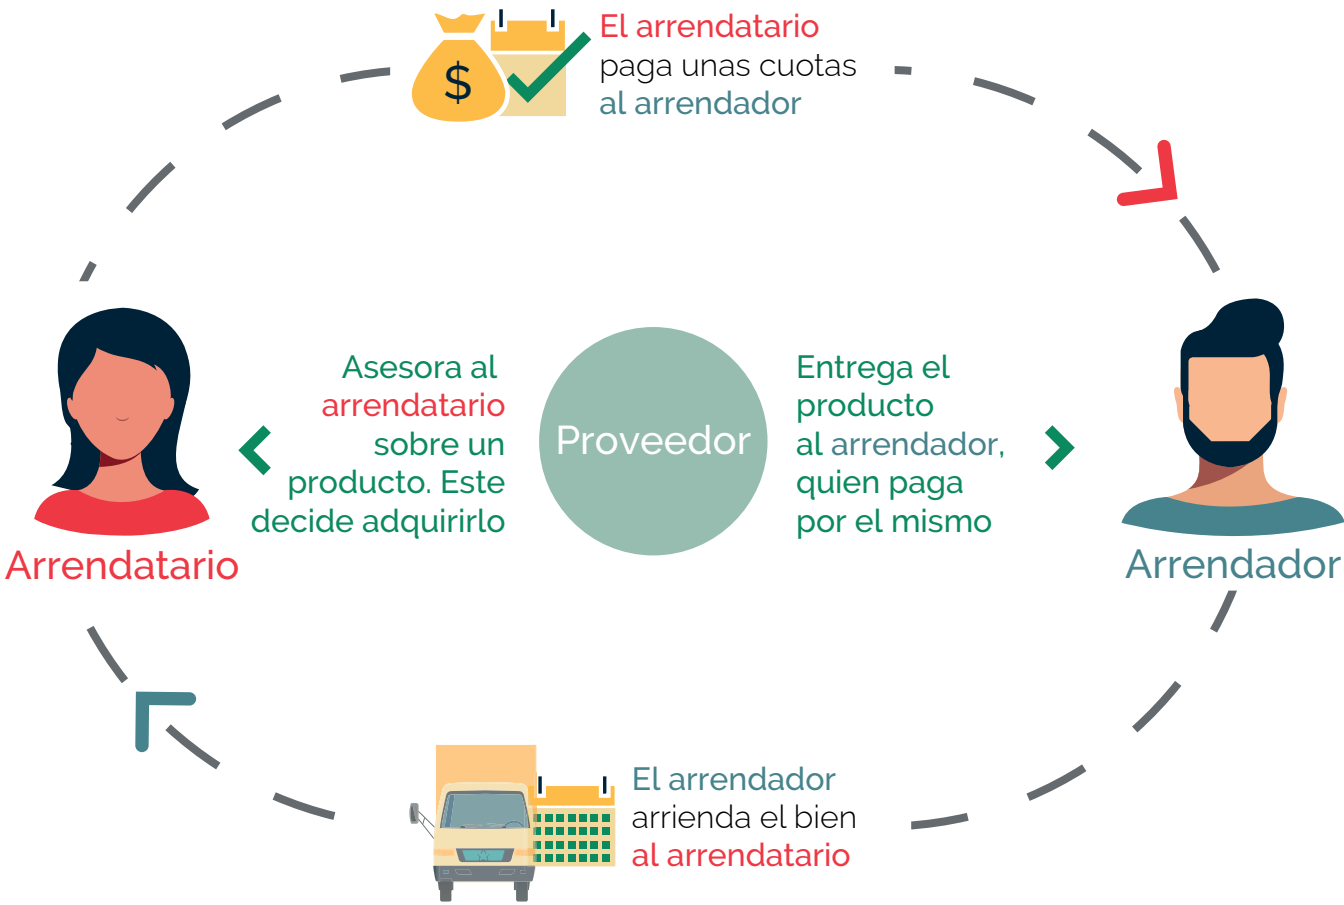 El arrendatario
paga unas cuotas
al arrendador
$
Asesora al
arrendatario
sobre un
producto. Este
decide adquirirlo
Proveedor
Entrega el
producto
al arrendador,
quien paga
por el mismo
Arrendatario
Arrendador
El arrendador
arrienda el bien
al arrendatario